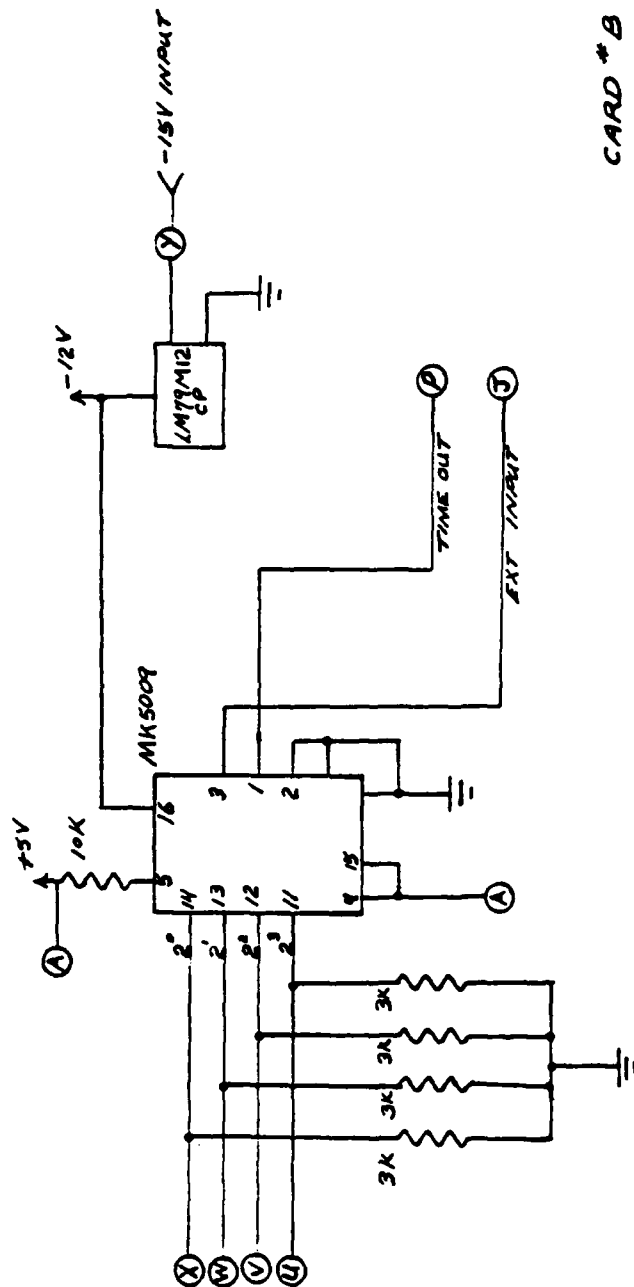 CARD # B
-15V INPUT
Y
-12V
LM79M12
CP
P
TIME OUT
J
EXT INPUT
MK5009
+5V
10K
A
16
5
3
1
2
14
13
12
11
15
9
A
2⁰
2¹
2²
2³
3K
3K
3K
3K
X
W
V
U